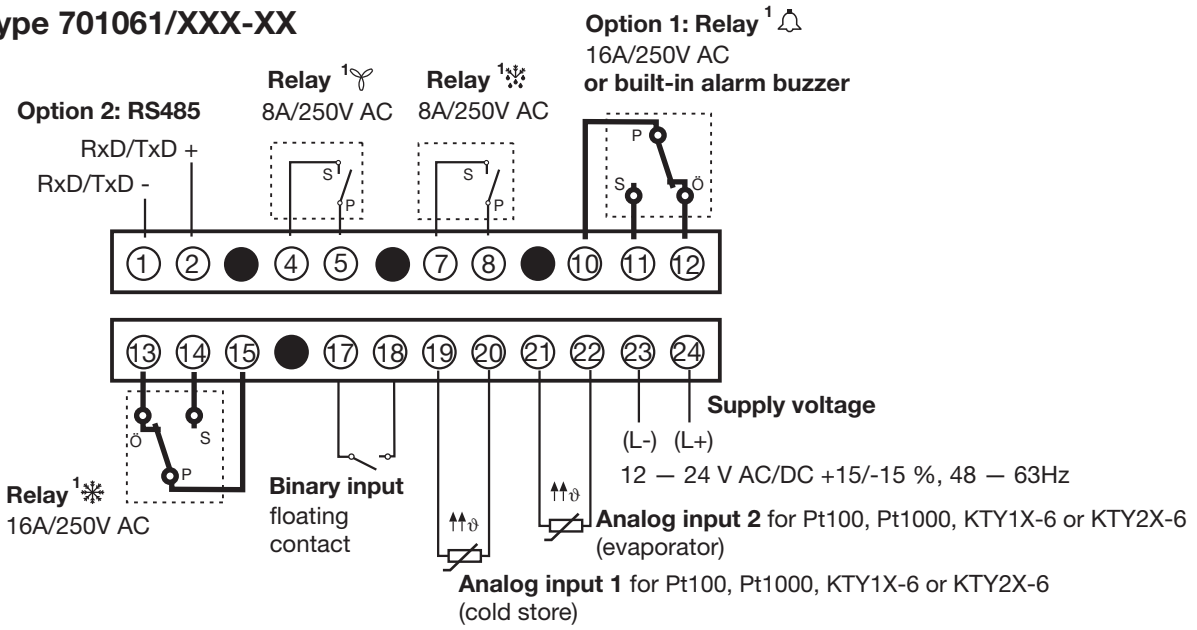 ype 701061/XXX-XX
Option 1: Relay 1
16A/250V AC
or built-in alarm buzzer
Relay 1
8A/250V AC
Relay 1
8A/250V AC
Option 2: RS485
RxD/TxD +
RxD/TxD -
S
P
S
P
P
S
Ö
1 2 4 5 7 8 10 11 12
13 14 15 17 18 19 20 21 22 23 24
Ö
S
P
Relay 1
16A/250V AC
Binary input
floating
contact
Supply voltage
(L-) (L+)
12 — 24 V AC/DC +15/-15 %, 48 — 63Hz
ϑ
Analog input 2 for Pt100, Pt1000, KTY1X-6 or KTY2X-6
(evaporator)
ϑ
Analog input 1 for Pt100, Pt1000, KTY1X-6 or KTY2X-6
(cold store)